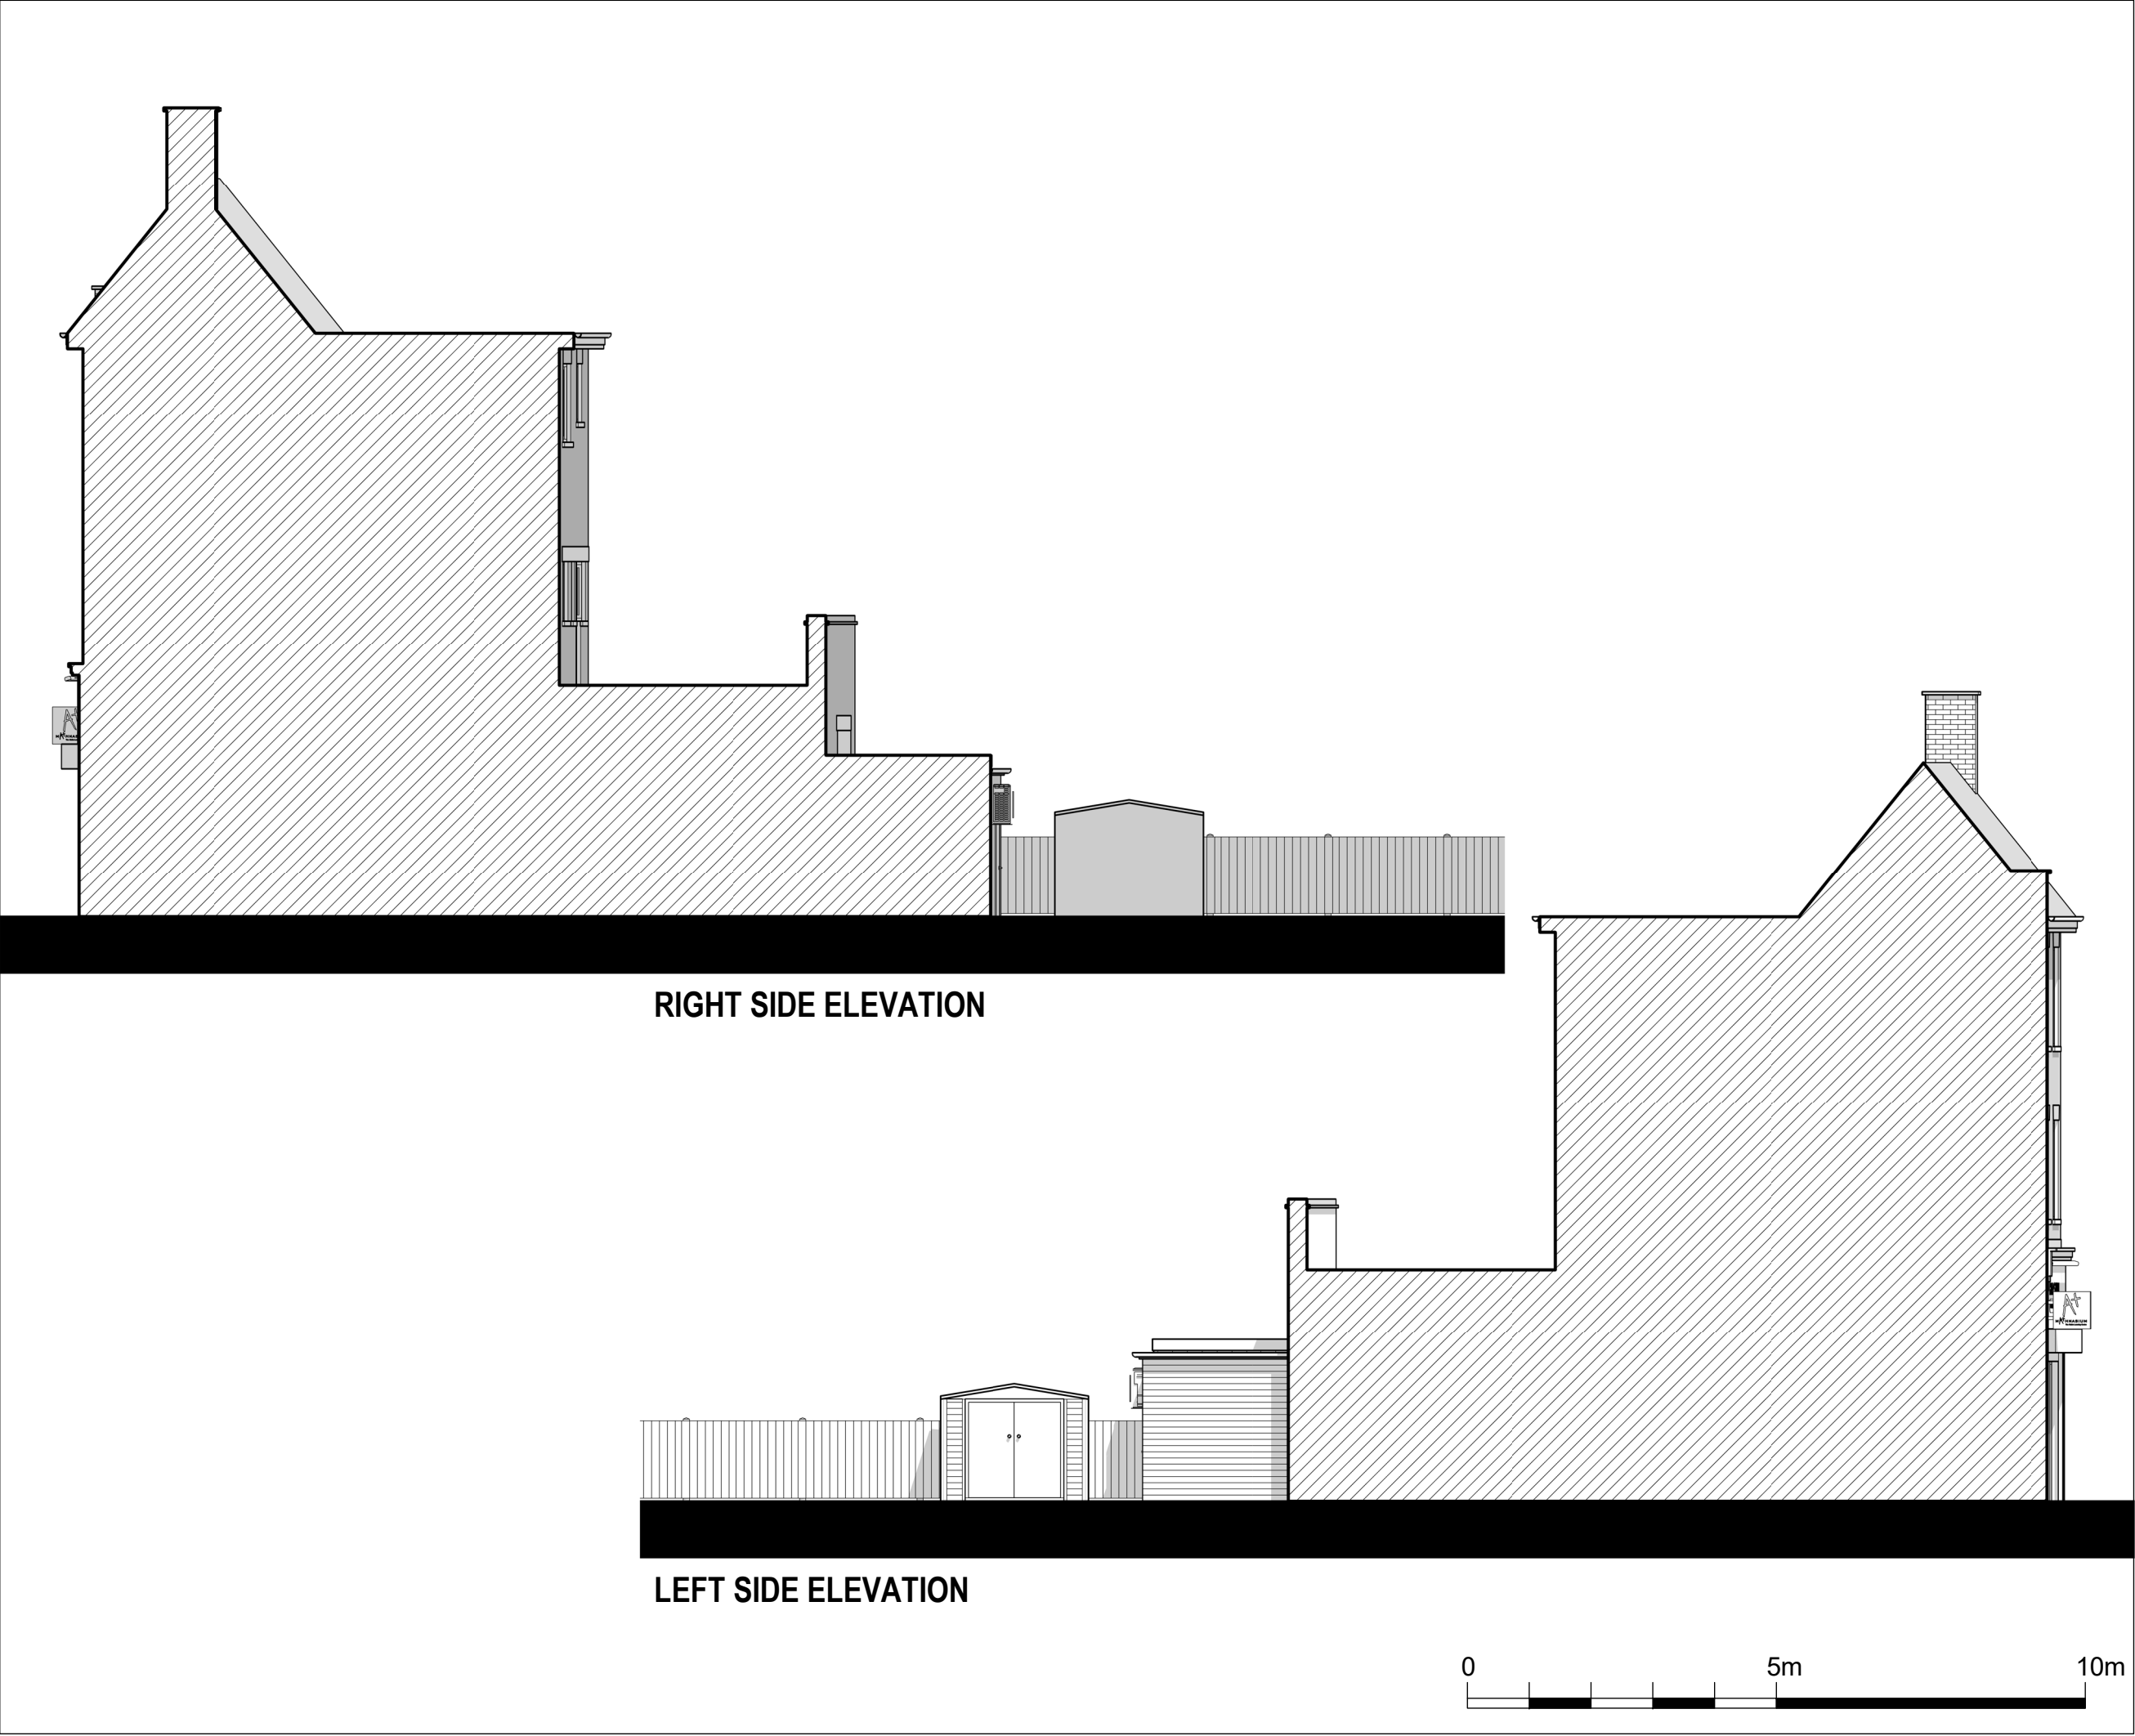 A+
RIGHT SIDE ELEVATION
A+
LEFT SIDE ELEVATION
0 5m 10m